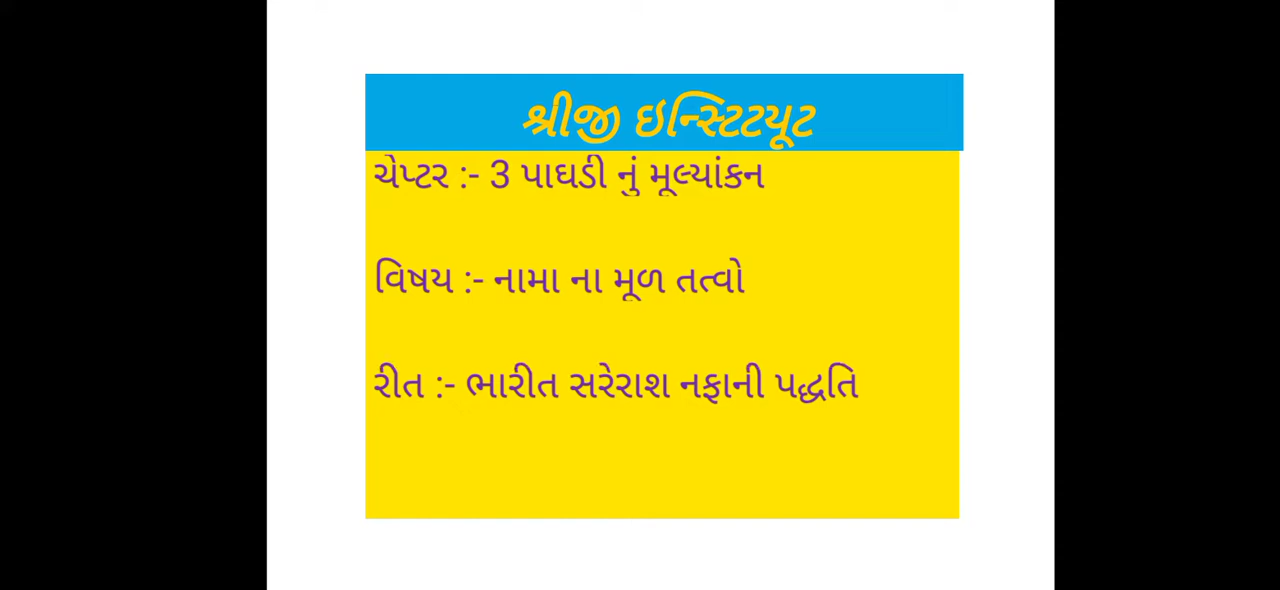 શ્રીજી ઇન્સ્ટિટયૂટ
ચેપ્ટર :- 3 પાઘડી નું મૂલ્યાંકન
વિષય :- નામા ના મૂળ તત્વો
રીત :- ભારીત સરેરાશ નફાની પદ્ધતિ